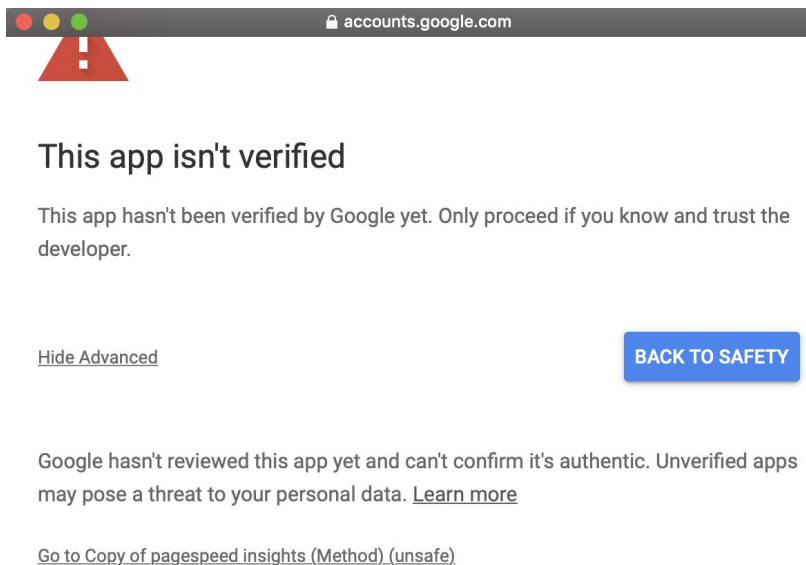 accounts.google.com
This app isn't verified
This app hasn't been verified by Google yet. Only proceed if you know and trust the
developer.
Hide Advanced
BACK TO SAFETY
Google hasn't reviewed this app yet and can't confirm it's authentic. Unverified apps
may pose a threat to your personal data. Learn more
Go to Copy of pagespeed insights (Method) (unsafe)